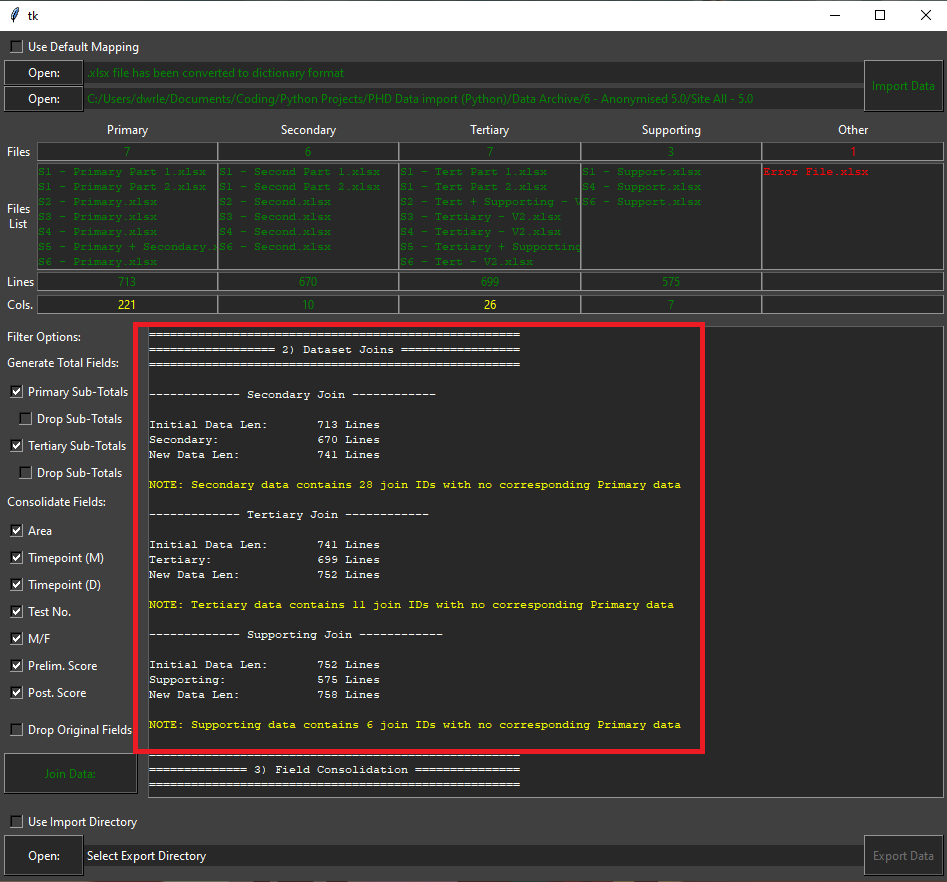 tk
Use Default Mapping
Open: .xlsx file has been converted to dictionary format
Open: C:/Users/dwrle/Documents/Coding/Python Projects/PHD Data import (Python)/Data Archive/6 - Anonymised 5.0/Site All - 5.0
Import Data
Primary Secondary Tertiary Supporting Other
Files 7 6 7 3 1
Files List
S1 - Primary Part 1.xlsx
S1 - Primary Part 2.xlsx
S2 - Primary.xlsx
S3 - Primary.xlsx
S4 - Primary.xlsx
S5 - Primary + Secondary.x
S6 - Primary.xlsx
S1 - Second Part 1.xlsx
S1 - Second Part 2.xlsx
S2 - Second.xlsx
S3 - Second.xlsx
S4 - Second.xlsx
S6 - Second.xlsx
S1 - Tert Part 1.xlsx
S1 - Tert Part 2.xlsx
S2 - Tert + Supporting - V
S3 - Tertiary - V2.xlsx
S4 - Tertiary - V2.xlsx
S5 - Tertiary + Supporting
S6 - Tert - V2.xlsx
S1 - Support.xlsx
S4 - Support.xlsx
S6 - Support.xlsx
Error File.xlsx
Lines 713 670 699 575
Cols. 221 10 26 7
Filter Options:
Generate Total Fields:
Primary Sub-Totals
Drop Sub-Totals
Tertiary Sub-Totals
Drop Sub-Totals
Consolidate Fields:
Area
Timepoint (M)
Timepoint (D)
Test No.
M/F
Prelim. Score
Post. Score
Drop Original Fields
Join Data:
=====================================================
================== 2) Dataset Joins =================
=====================================================
------------- Secondary Join ------------
Initial Data Len: 713 Lines
Secondary: 670 Lines
New Data Len: 741 Lines
NOTE: Secondary data contains 28 join IDs with no corresponding Primary data
------------- Tertiary Join ------------
Initial Data Len: 741 Lines
Tertiary: 699 Lines
New Data Len: 752 Lines
NOTE: Tertiary data contains 11 join IDs with no corresponding Primary data
------------- Supporting Join ------------
Initial Data Len: 752 Lines
Supporting: 575 Lines
New Data Len: 758 Lines
NOTE: Supporting data contains 6 join IDs with no corresponding Primary data
=====================================================
============== 3) Field Consolidation ===============
=====================================================
Use Import Directory
Open: Select Export Directory
Export Data